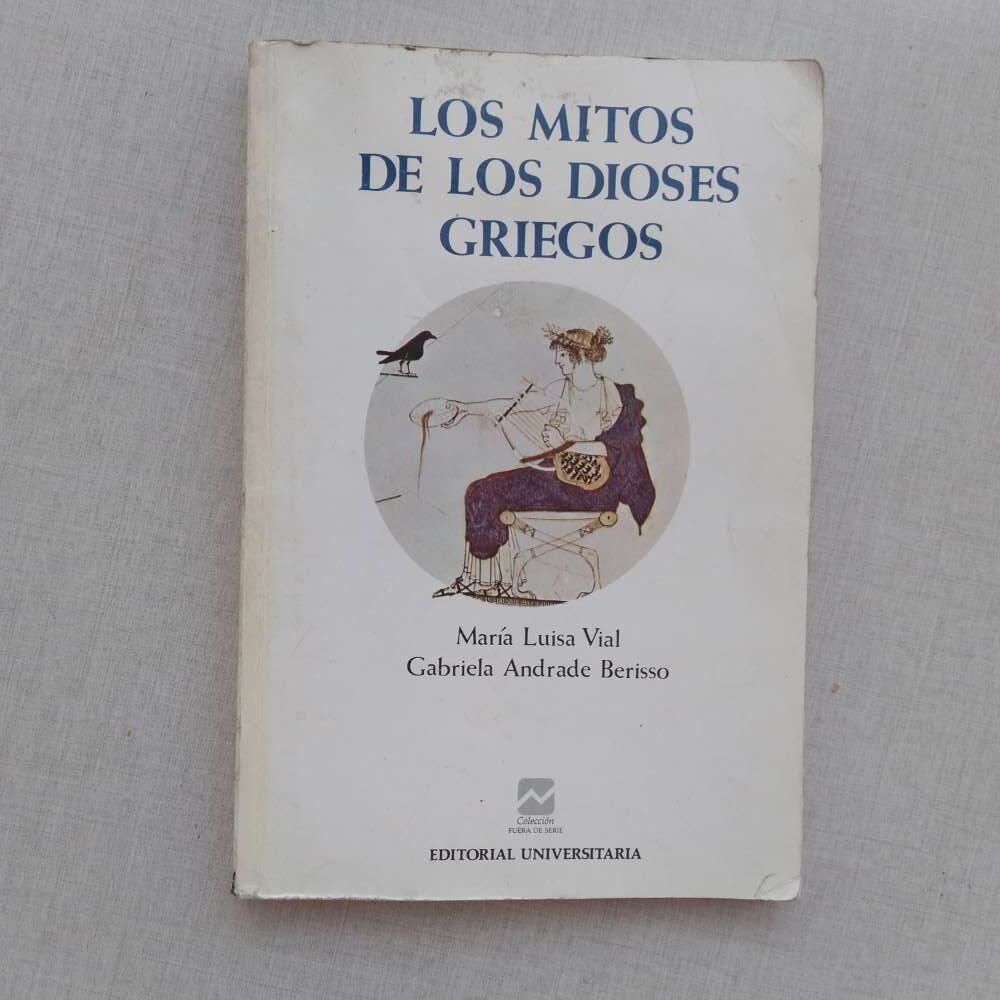 LOS MITOS
DE LOS DIOSES
GRIEGOS
María Luisa Vial
Gabriela Andrade Berisso
Colección
FUERA DE SERIE
EDITORIAL UNIVERSITARIA